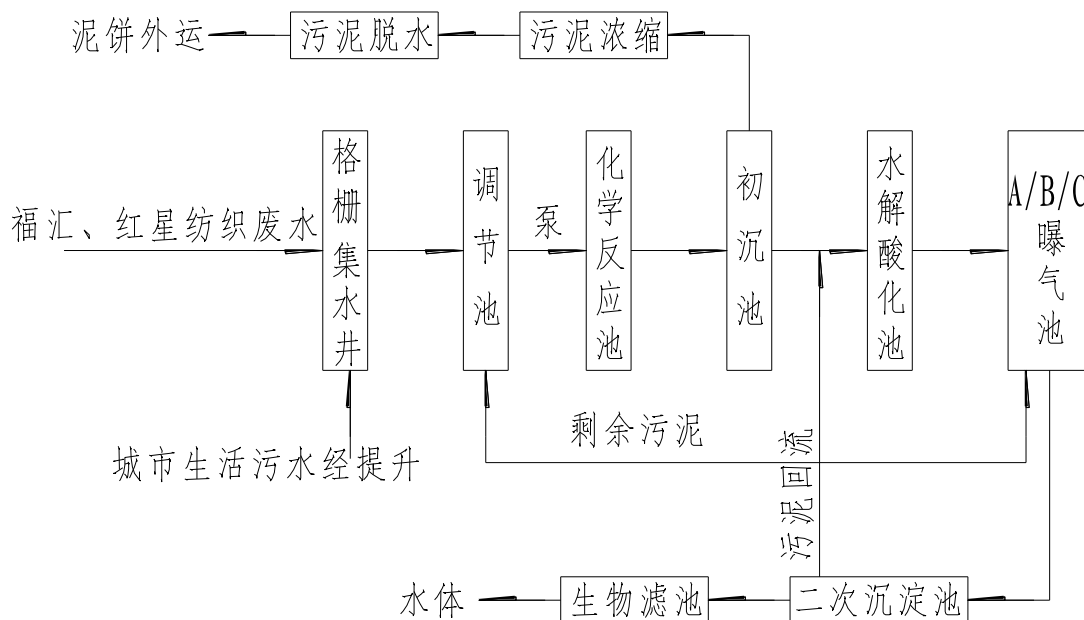 泥饼外运
污泥脱水
污泥浓缩
福汇、红星纺织废水
格栅集水井
调节池
泵
化学反应池
初沉池
水解酸化池
A/B/C
曝气池
城市生活污水经提升
剩余污泥
污泥回流
水体
生物滤池
二次沉淀池